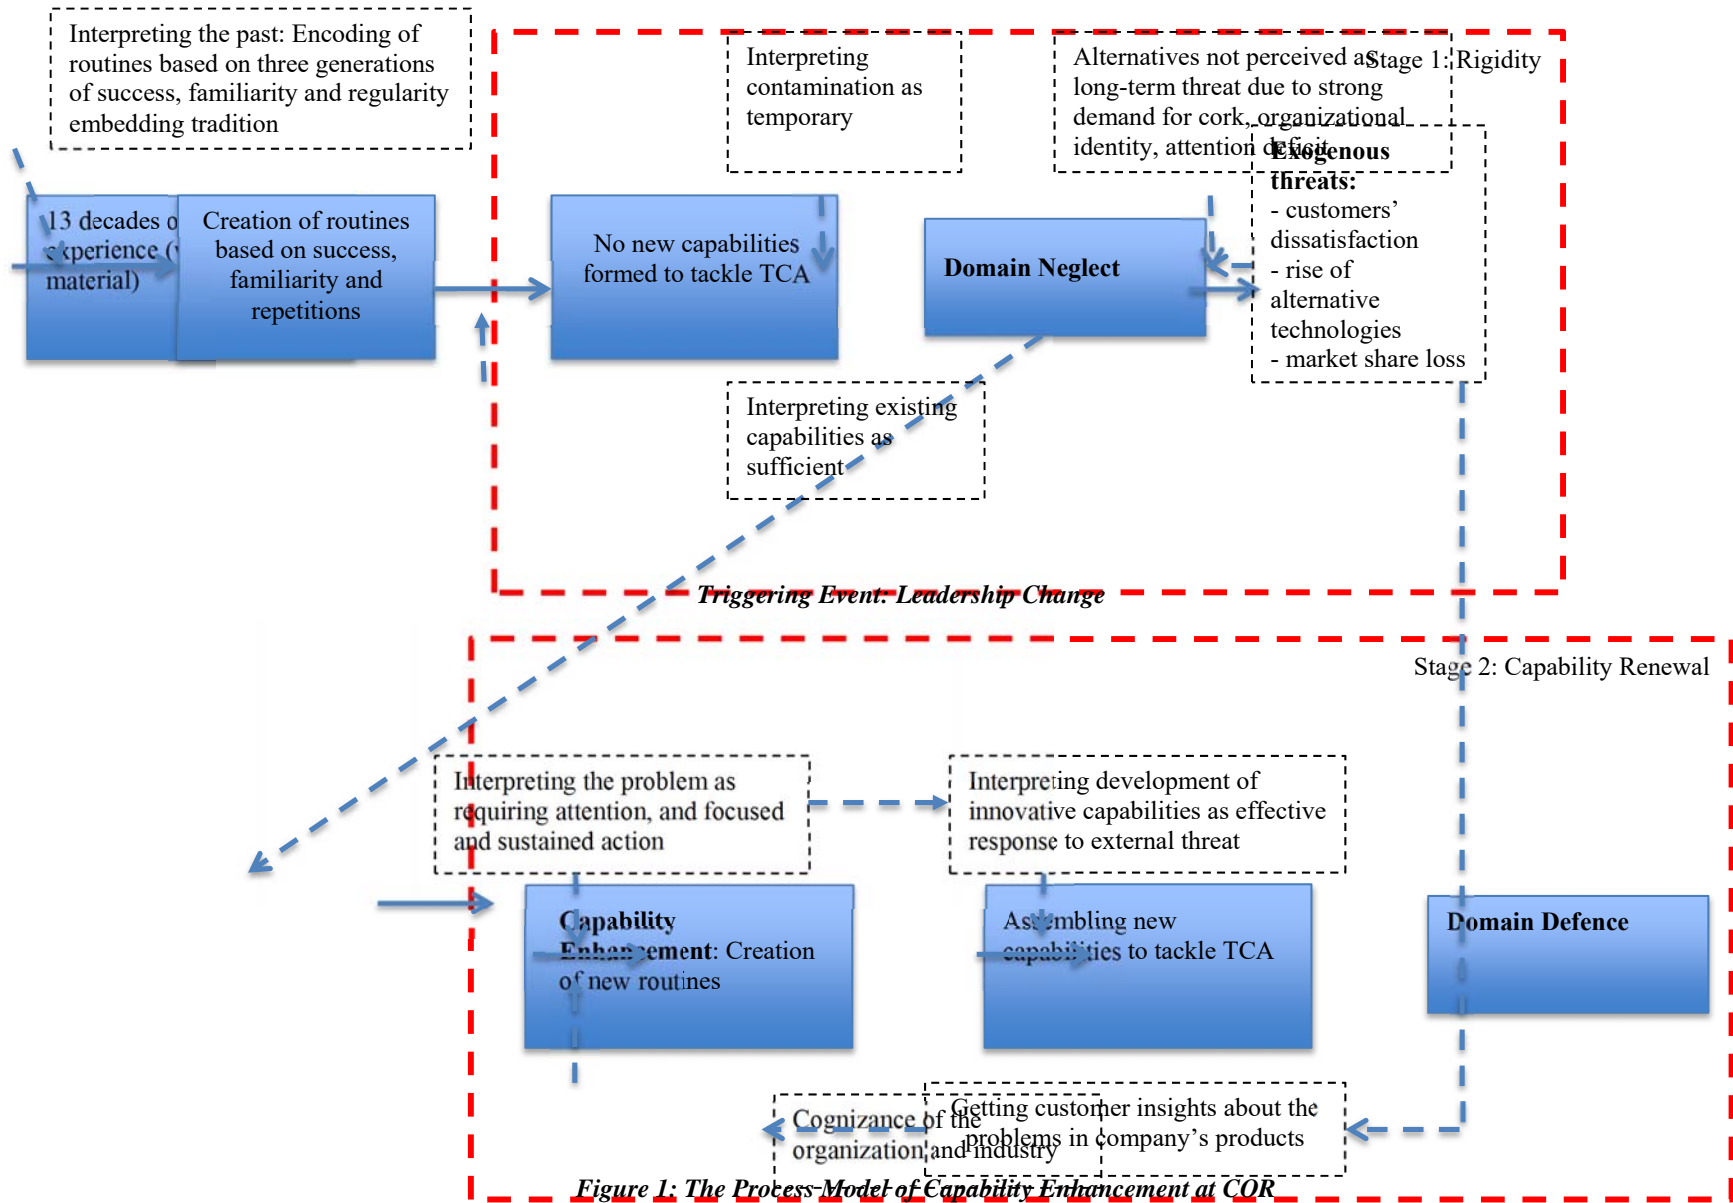 Interpreting the past: Encoding of
routines based on three generations
of success, familiarity and regularity
embedding tradition
Interpreting
contamination as
temporary
Alternatives not perceived as
long-term threat due to strong
demand for cork, organizational
identity, attention deficit
Stage 1: Rigidity
Exogenous
threats:
- customers’
dissatisfaction
- rise of
alternative
technologies
- market share loss
13 decades
experience
material)
Creation of routines
based on success,
familiarity and
repetitions
No new capabilities
formed to tackle TCA
Domain Neglect
Interpreting existing
capabilities as
sufficient
Triggering Event: Leadership Change
Stage 2: Capability Renewal
Interpreting the problem as
requiring attention, and focused
and sustained action
Interpreting development of
innovative capabilities as effective
response to external threat
Capability
Enhancement: Creation
of new routines
Assembling new
capabilities to tackle TCA
Domain Defence
Cognizance of the
organization and industry
Getting customer insights about the
problems in company’s products
Figure 1: The Process Model of Capability Enhancement at COR